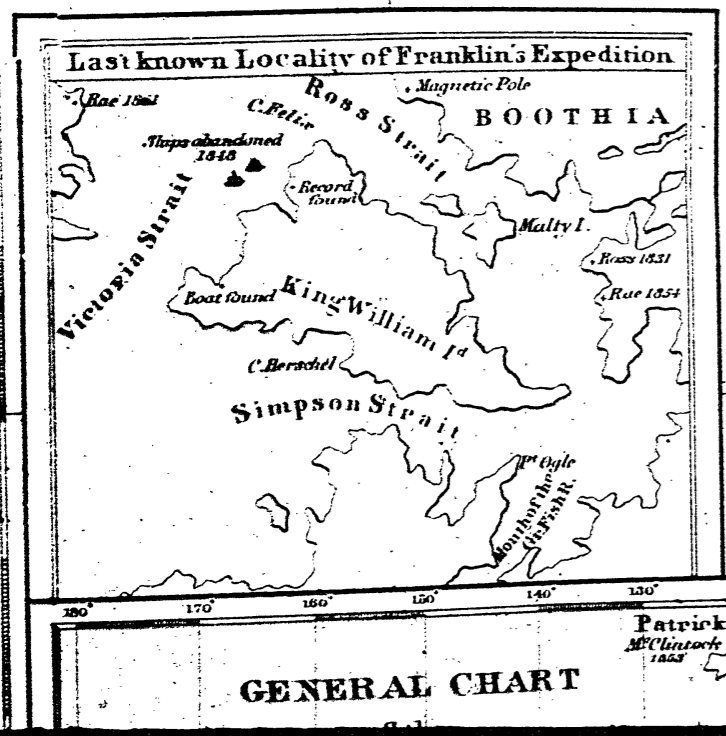 Last known Locality of Franklin's Expedition
Magnetic Pole
Rae 1851
C. Felix
Ross Strait
BOOTHIA
Ships abandoned
1848
Record
found
Victoria Strait
Malty I.
Ross 1831
Boat found
King William Iᵈ
Rae 1854
C. Herschel
Simpson Strait
Pᵗ Ogle
Mouth of the
Gt. Fish R.
180° 170° 160° 150° 140° 130°
Patrick
McClintock
1853
GENERAL CHART